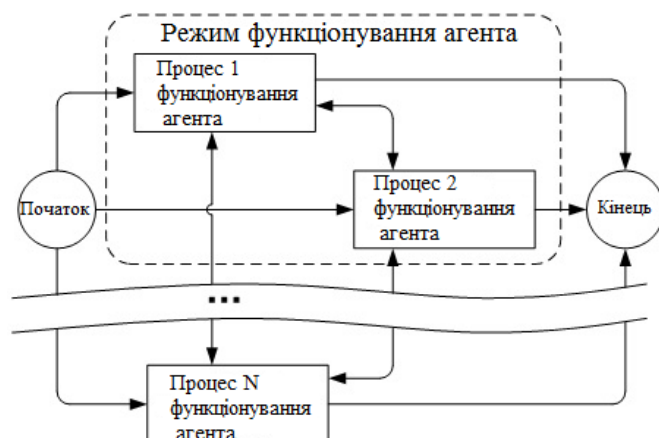 Режим функціонування агента
Процес 1
функціонування
агента
Процес 2
функціонування
агента
Початок
Кінець
...
Процес N
функціонування
агента